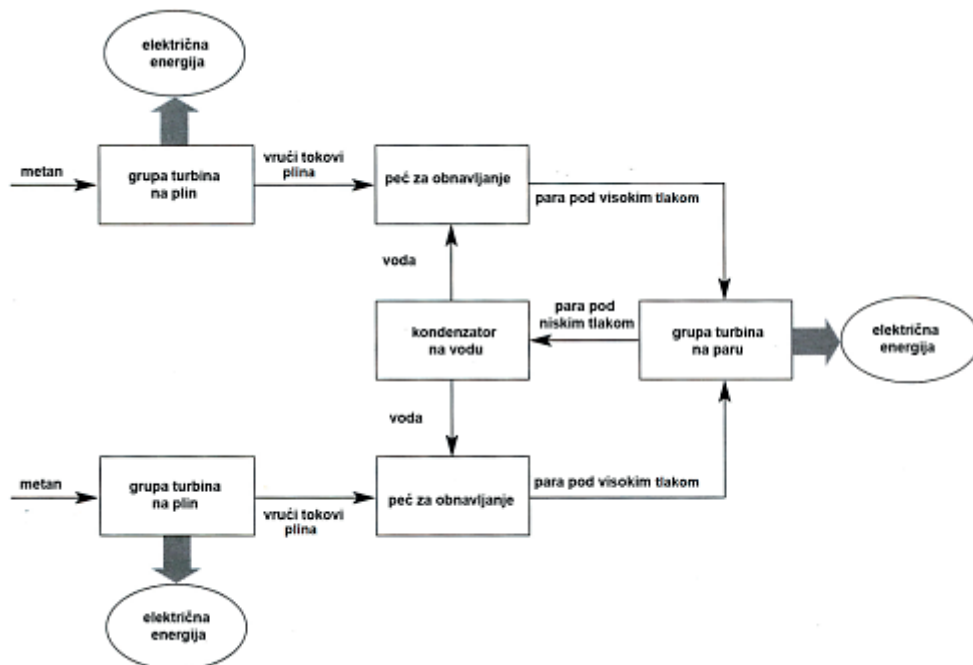 električna
energija
metan
grupa turbina
na plin
vrući tokovi
plina
peč za obnavljanje
para pod visokim tlakom
voda
kondenzator
na vodu
para pod
niskim tlakom
grupa turbina
na paru
električna
energija
voda
metan
grupa turbina
na plin
vrući tokovi
plina
peč za obnavljanje
para pod visokim tlakom
električna
energija